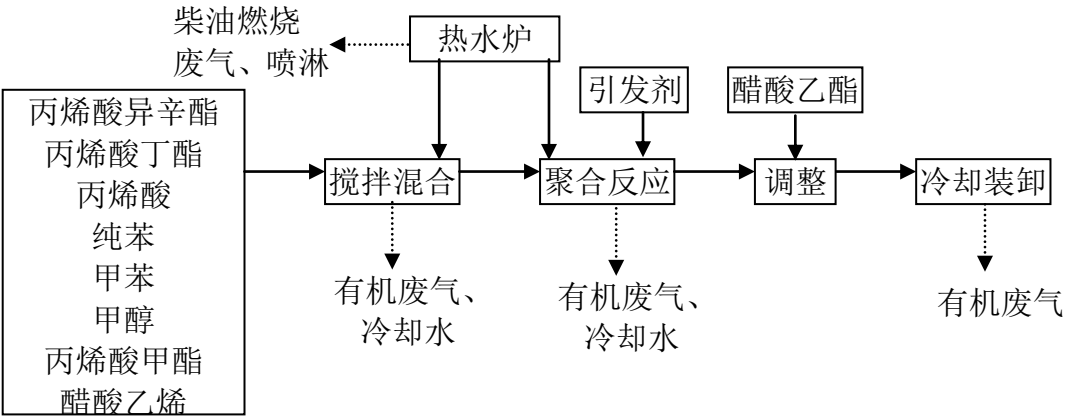 柴油燃烧
废气、喷淋
热水炉
引发剂
醋酸乙酯
丙烯酸异辛酯
丙烯酸丁酯
丙烯酸
纯苯
甲苯
甲醇
丙烯酸甲酯
醋酸乙烯
搅拌混合
聚合反应
调整
冷却装卸
有机废气、
冷却水
有机废气、
冷却水
有机废气